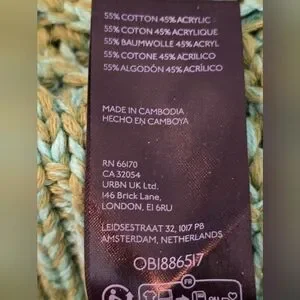 55% COTTON 45% ACRYLIC
55% COTON 45% ACRYLIQUE
55% BAUMWOLLE 45% ACRYL
55% COTONE 45% ACRILICO
55% ALGODÓN 45% ACRÍLICO
MADE IN CAMBODIA
HECHO EN CAMBOYA
RN 66170
CA 32054
URBN UK Ltd.
146 Brick Lane,
LONDON, E1 6RU
LEIDSESTRAAT 32, 1017 PB
AMSTERDAM, NETHERLANDS
OB1886517
FR